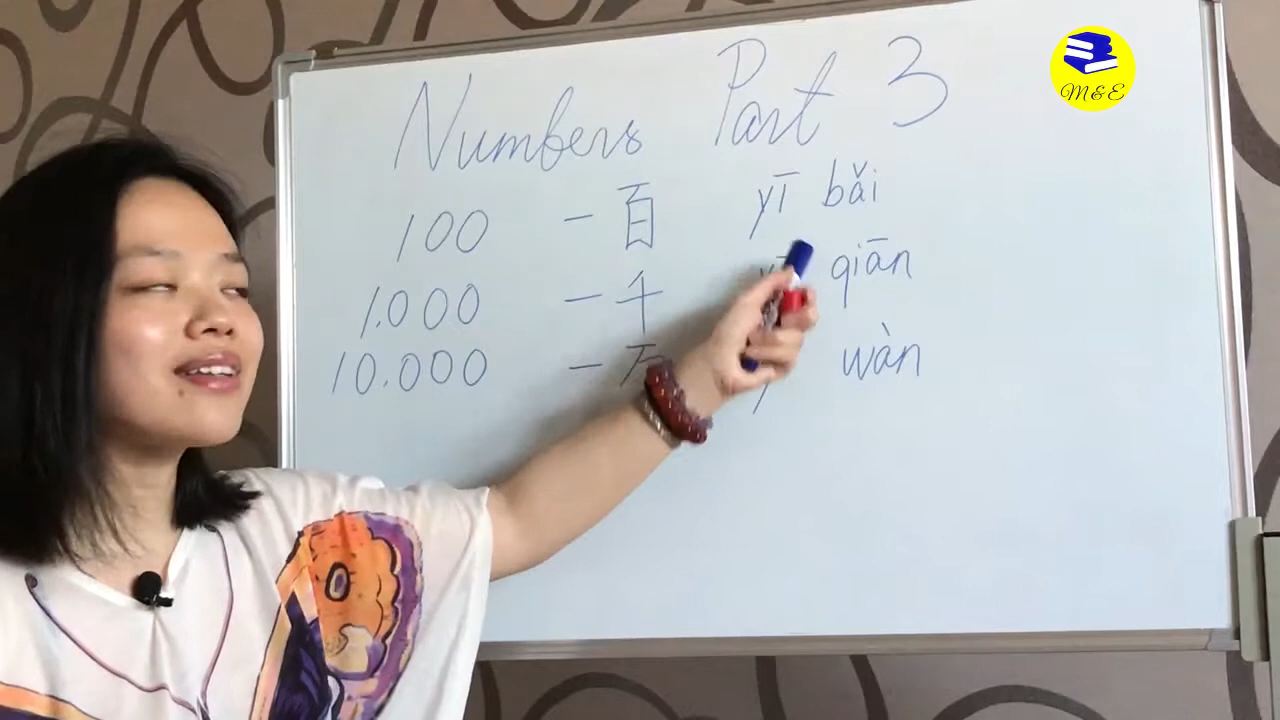 Numbers Part 3
100 一百 yī bǎi
1.000 一千 qiān
10.000 一万 wàn
M&E